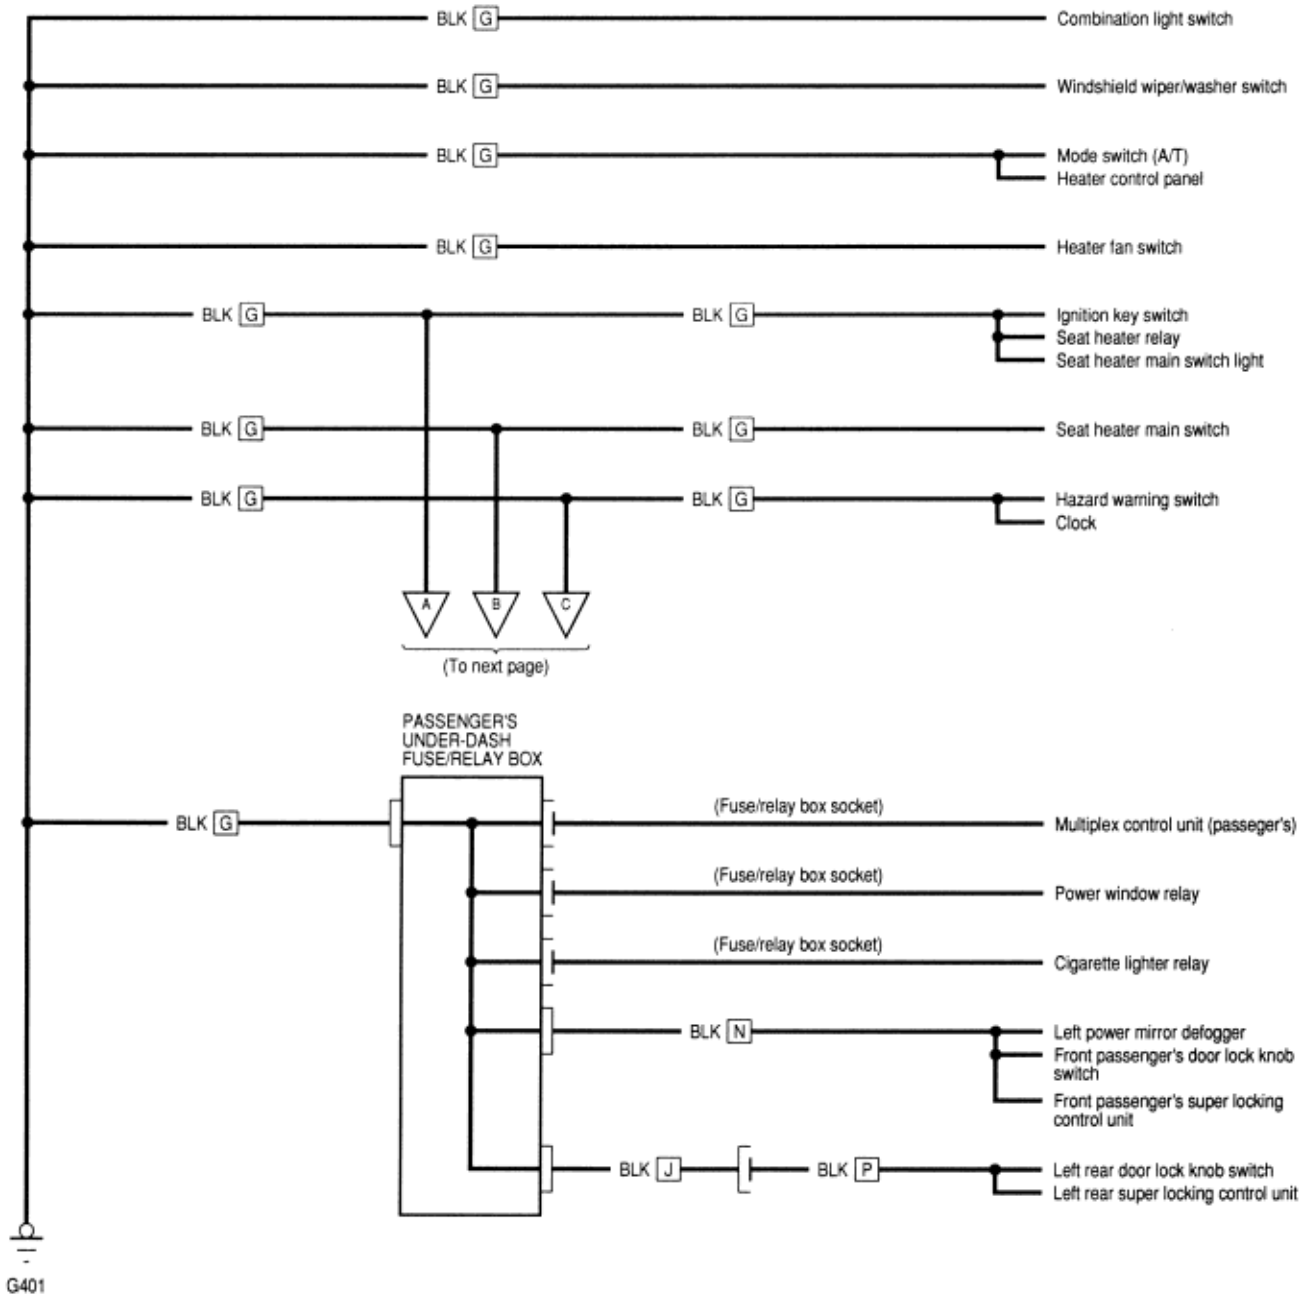 BLK G Combination light switch
BLK G Windshield wiper/washer switch
BLK G Mode switch (A/T)
Heater control panel
BLK G Heater fan switch
BLK G BLK G Ignition key switch
Seat heater relay
Seat heater main switch light
BLK G BLK G Seat heater main switch
BLK G BLK G Hazard warning switch
Clock
A B C
(To next page)
PASSENGER'S
UNDER-DASH
FUSE/RELAY BOX
(Fuse/relay box socket)
BLK G Multiplex control unit (passeger's)
(Fuse/relay box socket)
Power window relay
(Fuse/relay box socket)
Cigarette lighter relay
BLK N Left power mirror defogger
Front passenger's door lock knob
switch
Front passenger's super locking
control unit
BLK J BLK P Left rear door lock knob switch
Left rear super locking control unit
G401